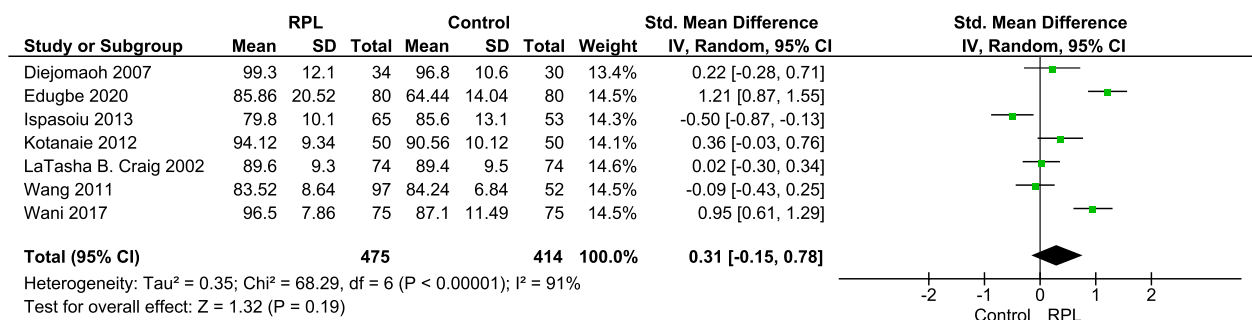 RPL Control Std. Mean Difference Std. Mean Difference
Study or Subgroup Mean SD Total Mean SD Total Weight IV, Random, 95% CI IV, Random, 95% CI
Diejomaoh 2007 99.3 12.1 34 96.8 10.6 30 13.4% 0.22 [-0.28, 0.71]
Edugbe 2020 85.86 20.52 80 64.44 14.04 80 14.5% 1.21 [0.87, 1.55]
Ispasoiu 2013 79.8 10.1 65 85.6 13.1 53 14.3% -0.50 [-0.87, -0.13]
Kotanaie 2012 94.12 9.34 50 90.56 10.12 50 14.1% 0.36 [-0.03, 0.76]
LaTasha B. Craig 2002 89.6 9.3 74 89.4 9.5 74 14.6% 0.02 [-0.30, 0.34]
Wang 2011 83.52 8.64 97 84.24 6.84 52 14.5% -0.09 [-0.43, 0.25]
Wani 2017 96.5 7.86 75 87.1 11.49 75 14.5% 0.95 [0.61, 1.29]
Total (95% CI) 475 414 100.0% 0.31 [-0.15, 0.78]
Heterogeneity: Tau² = 0.35; Chi² = 68.29, df = 6 (P < 0.00001); I² = 91%
Test for overall effect: Z = 1.32 (P = 0.19)
-2 -1 0 1 2
Control RPL